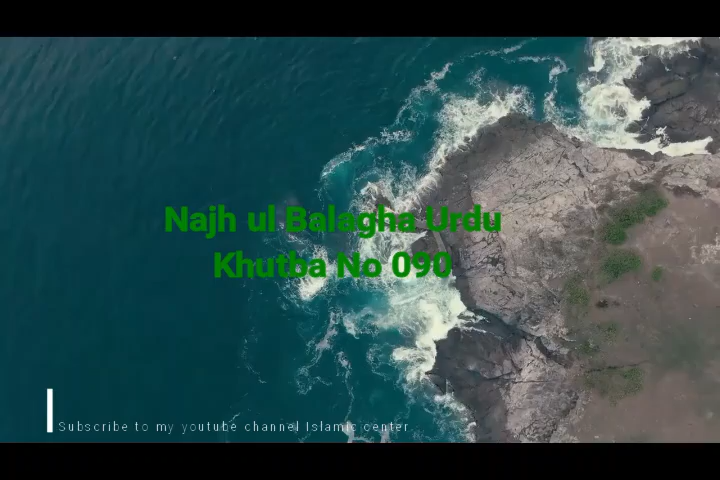 Najh ul Balagha Urdu
Khutba No 090
Subscribe to my youtube channel Islamic center